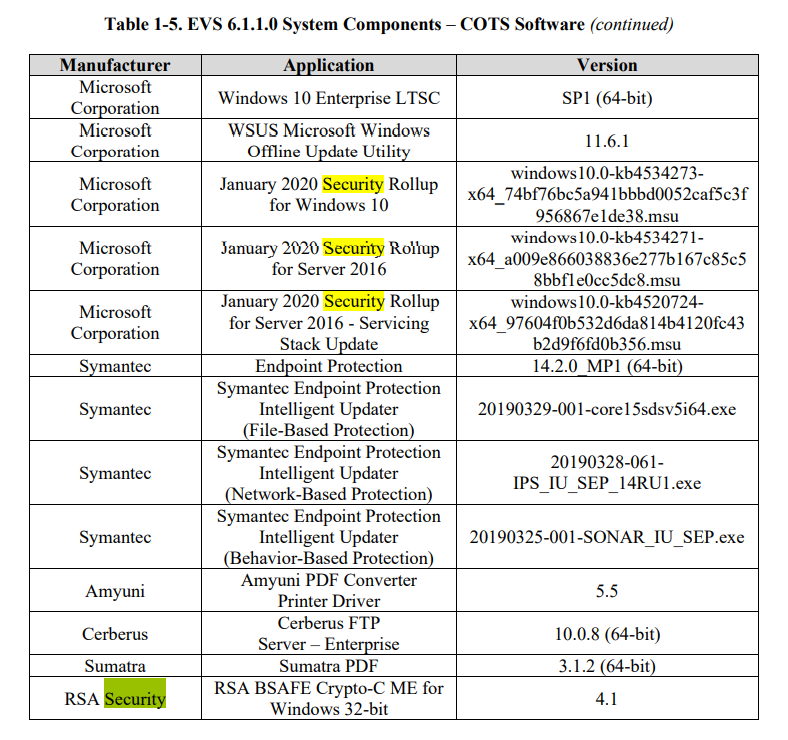 Table 1-5. EVS 6.1.1.0 System Components – COTS Software (continued)
Manufacturer Application Version
Microsoft
Corporation
Windows 10 Enterprise LTSC
SP1 (64-bit)
Microsoft
Corporation
WSUS Microsoft Windows
Offline Update Utility
11.6.1
Microsoft
Corporation
January 2020 Security Rollup
for Windows 10
windows10.0-kb4534273-
x64_74bf76bc5a941bbbd0052caf5c3f
956867e1de38.msu
Microsoft
Corporation
January 2020 Security Rollup
for Server 2016
windows10.0-kb4534271-
x64_a009e866038836e277b167c85c5
8bbf1e0cc5dc8.msu
Microsoft
Corporation
January 2020 Security Rollup
for Server 2016 - Servicing
Stack Update
windows10.0-kb4520724-
x64_97604f0b532d6da814b4120fc43
b2d9f6fd0b356.msu
Symantec
Endpoint Protection
14.2.0_MP1 (64-bit)
Symantec
Symantec Endpoint Protection
Intelligent Updater
(File-Based Protection)
20190329-001-core15sdsv5i64.exe
Symantec
Symantec Endpoint Protection
Intelligent Updater
(Network-Based Protection)
20190328-061-
IPS_IU_SEP_14RU1.exe
Symantec
Symantec Endpoint Protection
Intelligent Updater
(Behavior-Based Protection)
20190325-001-SONAR_IU_SEP.exe
Amyuni
Amyuni PDF Converter
Printer Driver
5.5
Cerberus
Cerberus FTP
Server – Enterprise
10.0.8 (64-bit)
Sumatra
Sumatra PDF
3.1.2 (64-bit)
RSA Security
RSA BSAFE Crypto-C ME for
Windows 32-bit
4.1